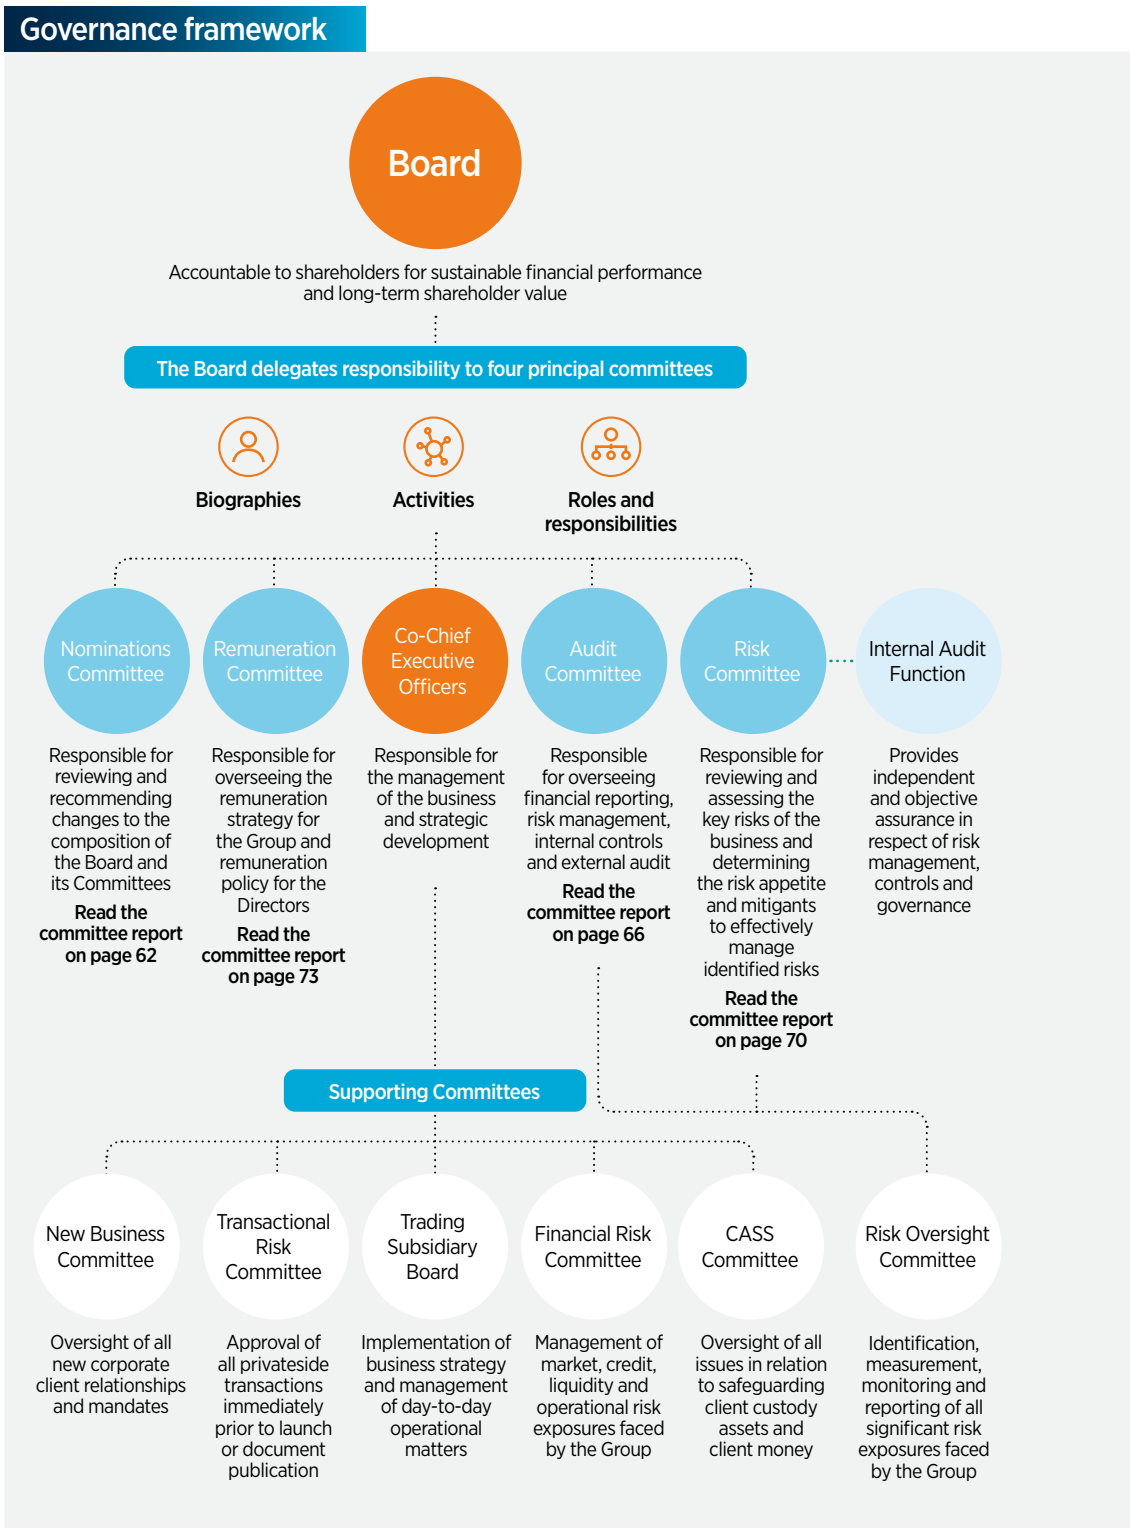 Governance framework
Board
Accountable to shareholders for sustainable financial performance
and long-term shareholder value
The Board delegates responsibility to four principal committees
Biographies
Activities
Roles and
responsibilities
Nominations
Committee
Responsible for
reviewing and
recommending
changes to the
composition of
the Board and
its Committees
Read the
committee report
on page 62
Remuneration
Committee
Responsible for
overseeing the
remuneration
strategy for
the Group and
remuneration
policy for the
Directors
Read the
committee report
on page 73
Co-Chief
Executive
Officers
Responsible for
the management
of the business
and strategic
development
Audit
Committee
Responsible
for overseeing
financial reporting,
risk management,
internal controls
and external audit
Read the
committee report
on page 66
Risk
Committee
Responsible for
reviewing and
assessing the
key risks of the
business and
determining
the risk appetite
and mitigants
to effectively
manage
identified risks
Read the
committee report
on page 70
Internal Audit
Function
Provides
independent
and objective
assurance in
respect of risk
management,
controls and
governance
Supporting Committees
New Business
Committee
Oversight of all
new corporate
client relationships
and mandates
Transactional
Risk
Committee
Approval of
all privateside
transactions
immediately
prior to launch
or document
publication
Trading
Subsidiary
Board
Implementation of
business strategy
and management
of day-to-day
operational
matters
Financial Risk
Committee
Management of
market, credit,
liquidity and
operational risk
exposures faced
by the Group
CASS
Committee
Oversight of all
issues in relation
to safeguarding
client custody
assets and
client money
Risk Oversight
Committee
Identification,
measurement,
monitoring and
reporting of all
significant risk
exposures faced
by the Group